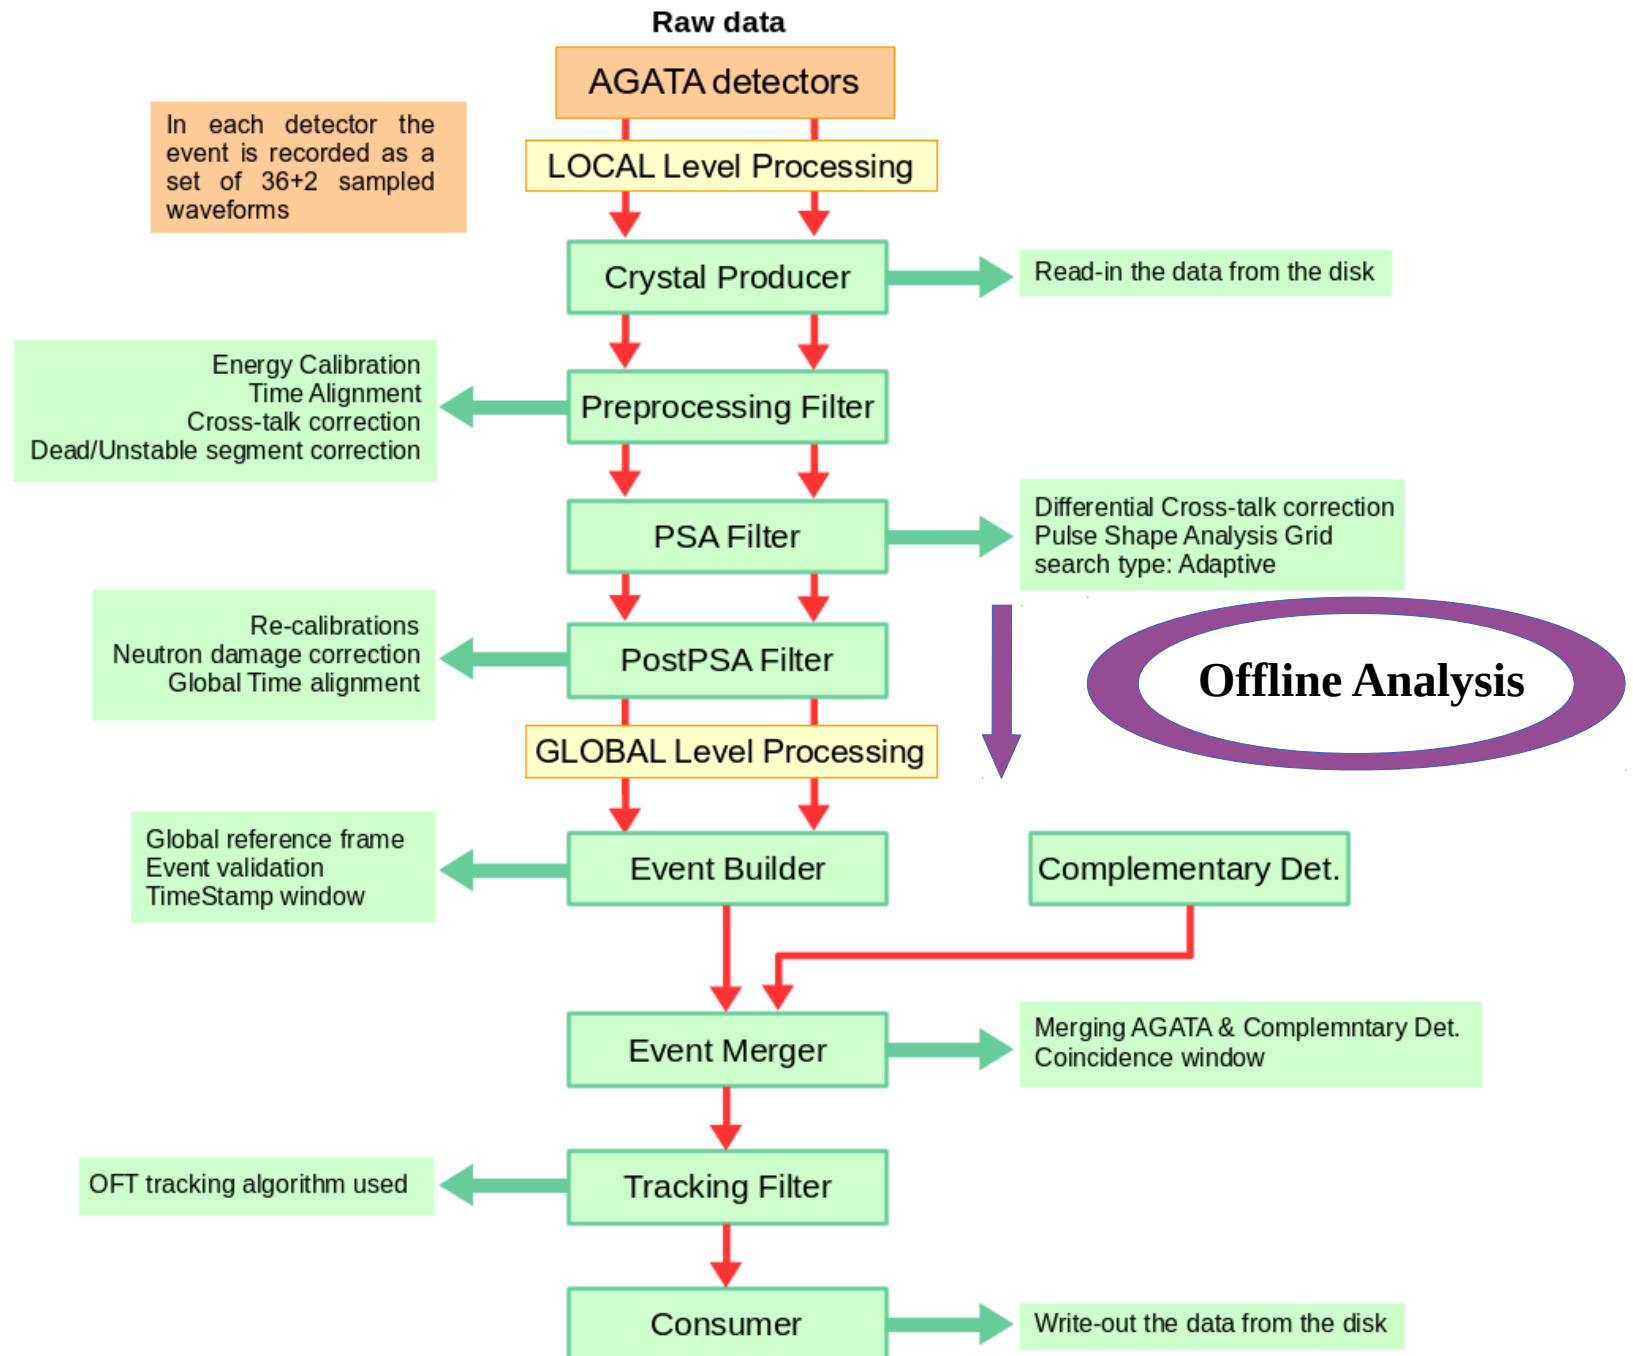 Raw data
AGATA detectors
In each detector the
event is recorded as a
set of 36+2 sampled
waveforms
LOCAL Level Processing
Crystal Producer
Read-in the data from the disk
Energy Calibration
Time Alignment
Cross-talk correction
Dead/Unstable segment correction
Preprocessing Filter
PSA Filter
Differential Cross-talk correction
Pulse Shape Analysis Grid
search type: Adaptive
Re-calibrations
Neutron damage correction
Global Time alignment
PostPSA Filter
Offline Analysis
GLOBAL Level Processing
Global reference frame
Event validation
TimeStamp window
Event Builder
Complementary Det.
Event Merger
Merging AGATA & Complemntary Det.
Coincidence window
OFT tracking algorithm used
Tracking Filter
Consumer
Write-out the data from the disk